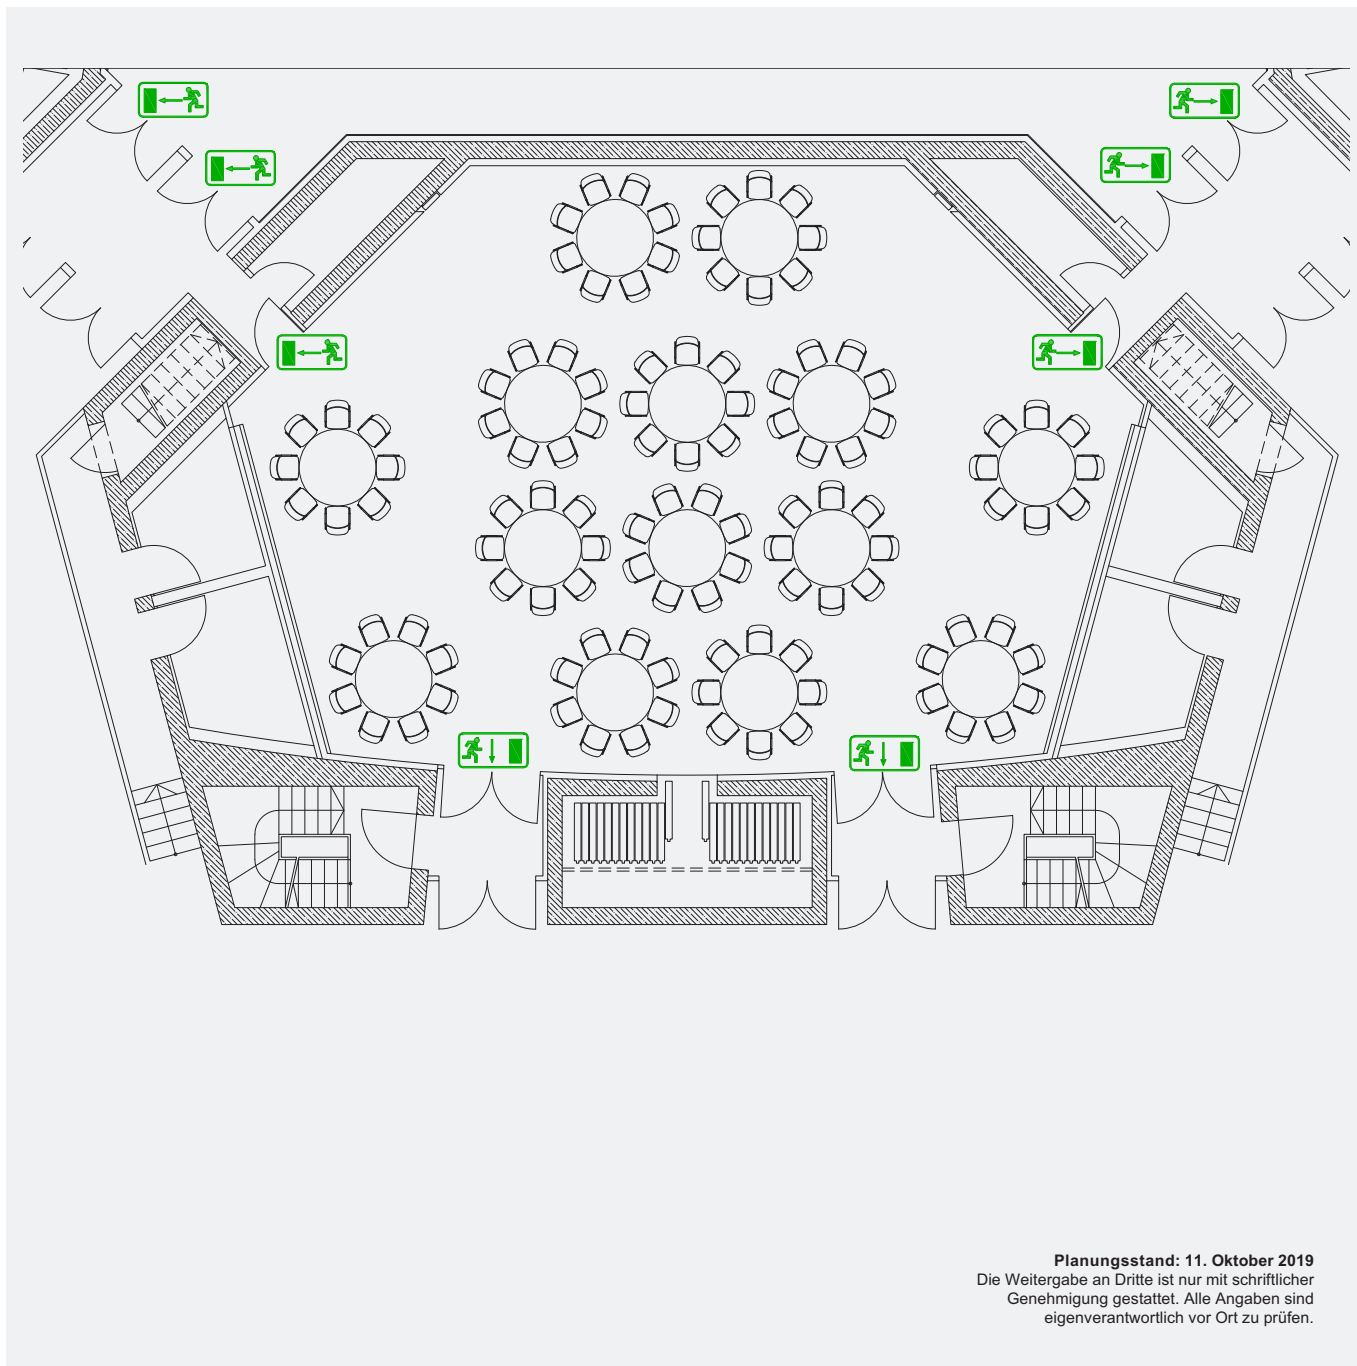 Planungsstand: 11. Oktober 2019
Die Weitergabe an Dritte ist nur mit schriftlicher
Genehmigung gestattet. Alle Angaben sind
eigenverantwortlich vor Ort zu prüfen.